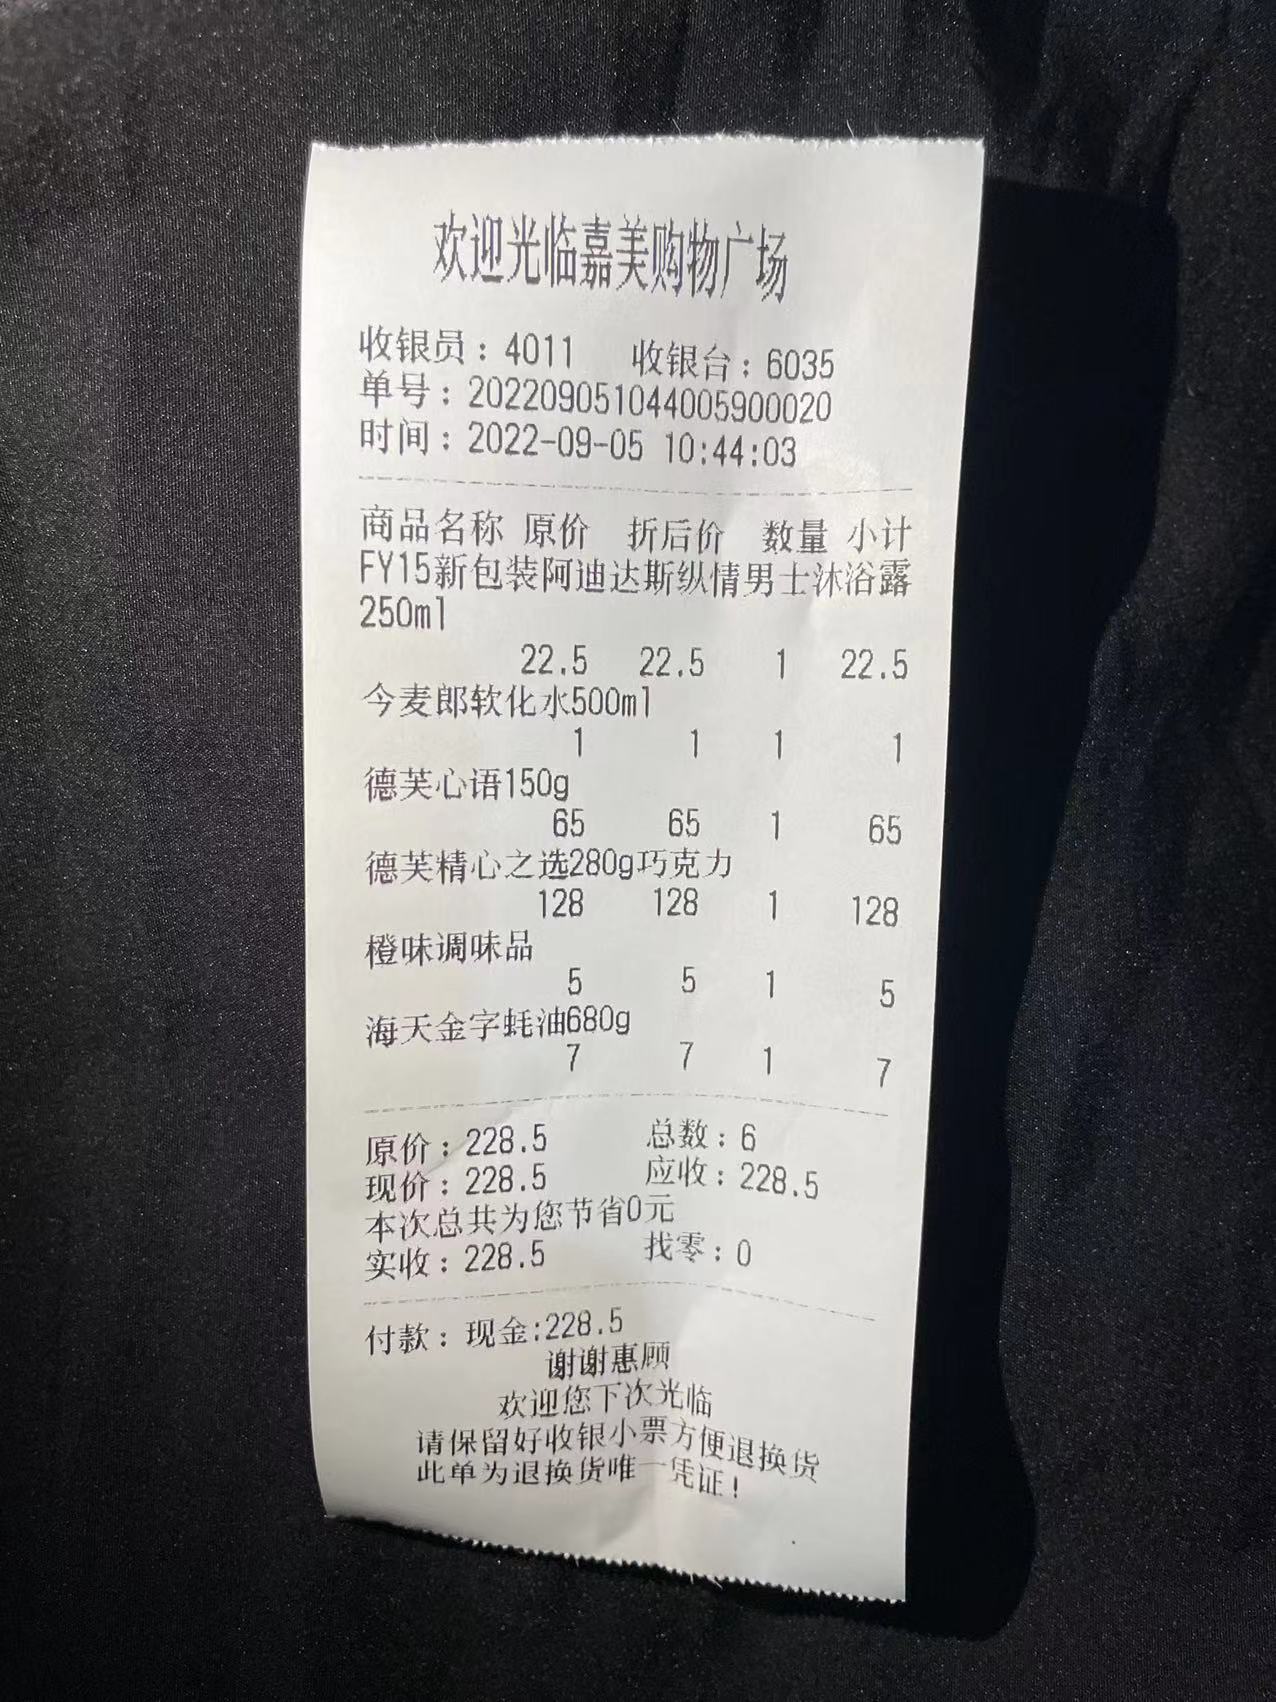 欢迎光临嘉美购物广场
收银员：4011 收银台：6035
单号：202209051044005900020
时间：2022-09-05 10:44:03
商品名称 原价 折后价 数量 小计
FY15新包装阿迪达斯纵情男士沐浴露
250ml
22.5 22.5 1 22.5
今麦郎软化水500ml
1 1 1 1
德芙心语150g
65 65 1 65
德芙精心之选280g巧克力
128 128 1 128
橙味调味品
5 5 1 5
海天金字蚝油680g
7 7 1 7
原价：228.5 总数：6
现价：228.5 应收：228.5
本次总共为您节省0元
实收：228.5 找零：0
付款：现金:228.5
谢谢惠顾
欢迎您下次光临
请保留好收银小票方便退换货
此单为退换货唯一凭证！